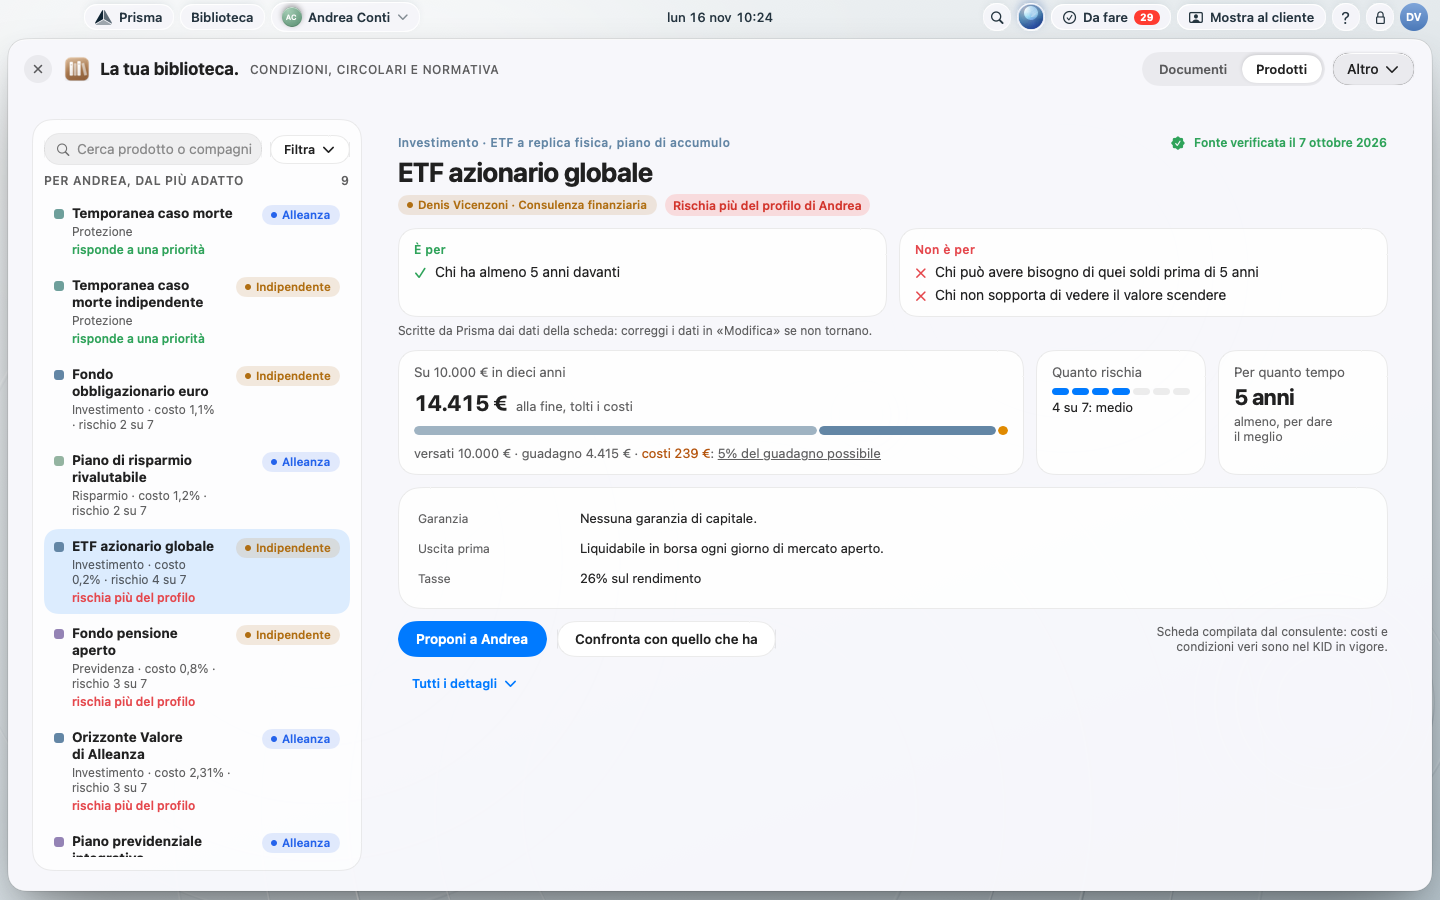 Prisma
Biblioteca
AC Andrea Conti
lun 16 nov 10:24
Da fare 29
Mostra al cliente
?
DV
La tua biblioteca. CONDIZIONI, CIRCOLARI E NORMATIVA
Documenti
Prodotti
Altro
Cerca prodotto o compagni
Filtra
PER ANDREA, DAL PIÙ ADATTO 9
Temporanea caso morte
Alleanza
Protezione
risponde a una priorità
Temporanea caso
morte indipendente
Indipendente
Protezione
risponde a una priorità
Fondo
obbligazionario euro
Indipendente
Investimento · costo 1,1%
· rischio 2 su 7
Piano di risparmio
rivalutabile
Alleanza
Risparmio · costo 1,2% ·
rischio 2 su 7
ETF azionario globale
Indipendente
Investimento · costo
0,2% · rischio 4 su 7
rischia più del profilo
Fondo pensione
aperto
Indipendente
Previdenza · costo 0,8% ·
rischio 3 su 7
rischia più del profilo
Orizzonte Valore
di Alleanza
Alleanza
Investimento · costo 2,31% ·
rischio 3 su 7
rischia più del profilo
Piano previdenziale
Alleanza
Investimento · ETF a replica fisica, piano di accumulo
Fonte verificata il 7 ottobre 2026
ETF azionario globale
Denis Vicenzoni · Consulenza finanziaria
Rischia più del profilo di Andrea
È per
Chi ha almeno 5 anni davanti
Non è per
Chi può avere bisogno di quei soldi prima di 5 anni
Chi non sopporta di vedere il valore scendere
Scritte da Prisma dai dati della scheda: correggi i dati in «Modifica» se non tornano.
Su 10.000 € in dieci anni
14.415 € alla fine, tolti i costi
versati 10.000 € · guadagno 4.415 € · costi 239 €: 5% del guadagno possibile
Quanto rischia
4 su 7: medio
Per quanto tempo
5 anni
almeno, per dare
il meglio
Garanzia Nessuna garanzia di capitale.
Uscita prima Liquidabile in borsa ogni giorno di mercato aperto.
Tasse 26% sul rendimento
Proponi a Andrea
Confronta con quello che ha
Scheda compilata dal consulente: costi e
condizioni veri sono nel KID in vigore.
Tutti i dettagli